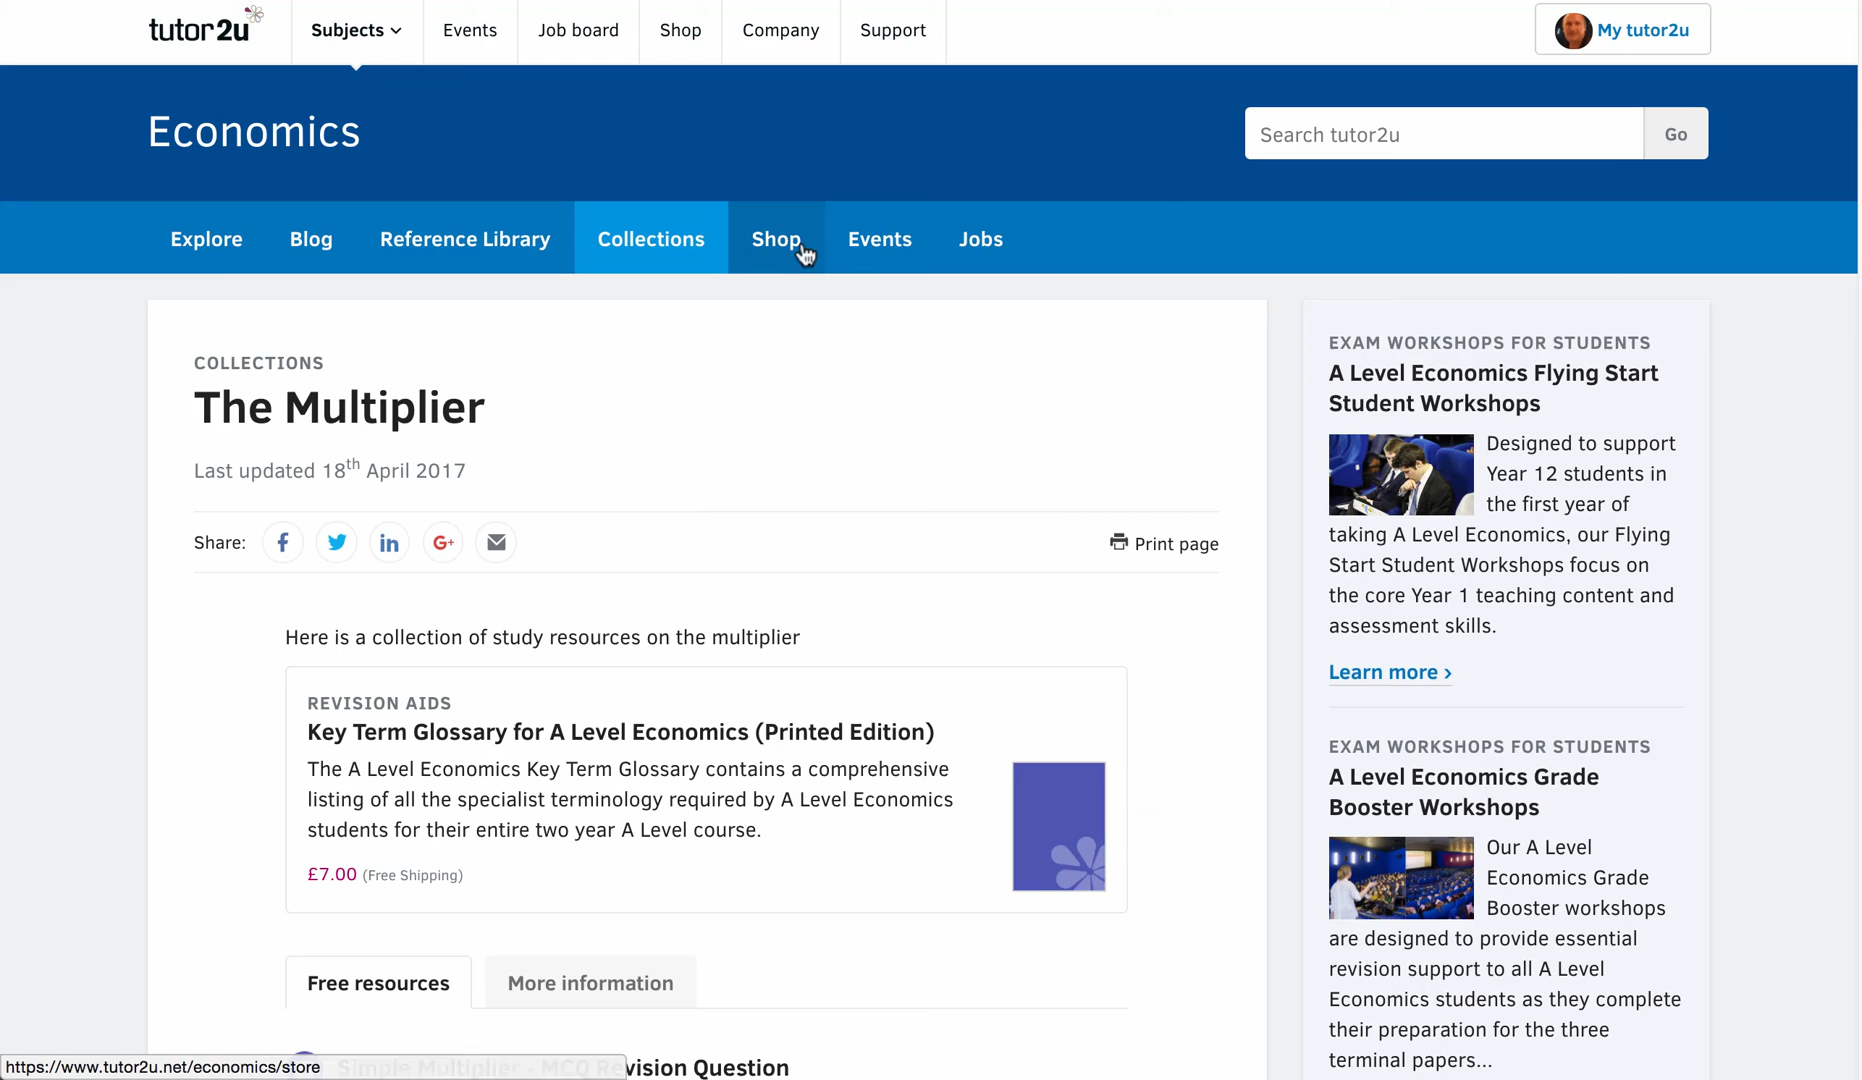 tutor2u
Subjects
Events
Job board
Shop
Company
Support
My tutor2u
Economics
Search tutor2u
Go
Explore
Blog
Reference Library
Collections
Shop
Events
Jobs
COLLECTIONS
The Multiplier
Last updated 18th April 2017
Share:
G+
Print page
Here is a collection of study resources on the multiplier
REVISION AIDS
Key Term Glossary for A Level Economics (Printed Edition)
The A Level Economics Key Term Glossary contains a comprehensive
listing of all the specialist terminology required by A Level Economics
students for their entire two year A Level course.
£7.00 (Free Shipping)
Free resources
More information
Simple Multiplier - MCQ Revision Question
https://www.tutor2u.net/economics/store
EXAM WORKSHOPS FOR STUDENTS
A Level Economics Flying Start
Student Workshops
Designed to support
Year 12 students in
the first year of
taking A Level Economics, our Flying
Start Student Workshops focus on
the core Year 1 teaching content and
assessment skills.
Learn more ›
EXAM WORKSHOPS FOR STUDENTS
A Level Economics Grade
Booster Workshops
Our A Level
Economics Grade
Booster workshops
are designed to provide essential
revision support to all A Level
Economics students as they complete
their preparation for the three
terminal papers...